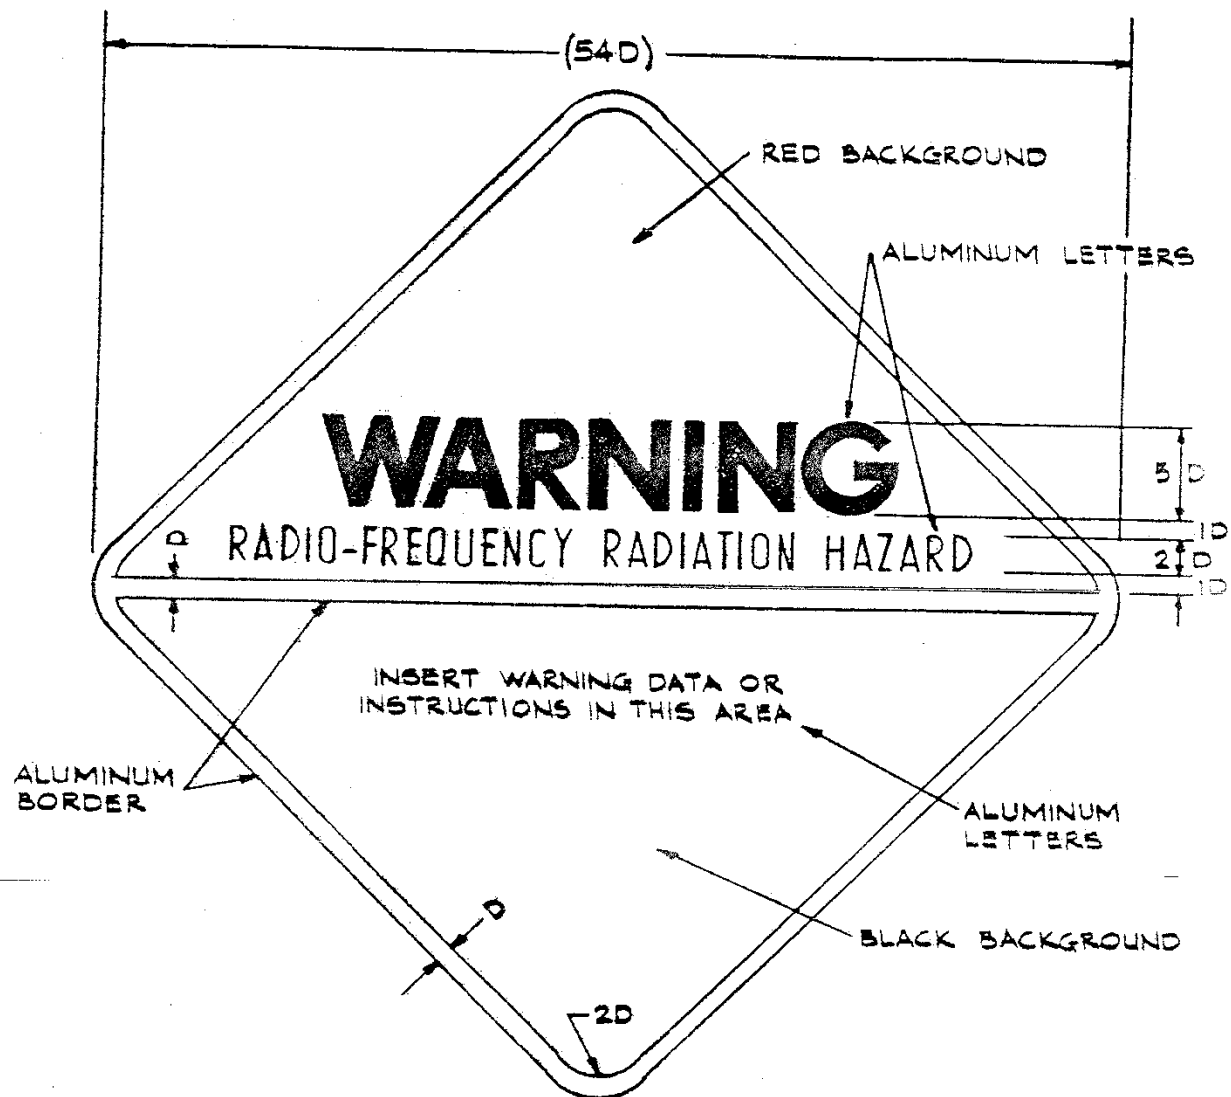 (54D)
RED BACKGROUND
ALUMINUM LETTERS
WARNING
5 D
1D
D
RADIO-FREQUENCY RADIATION HAZARD
2 D
1D
INSERT WARNING DATA OR
INSTRUCTIONS IN THIS AREA
ALUMINUM
BORDER
ALUMINUM
LETTERS
D
BLACK BACKGROUND
2D